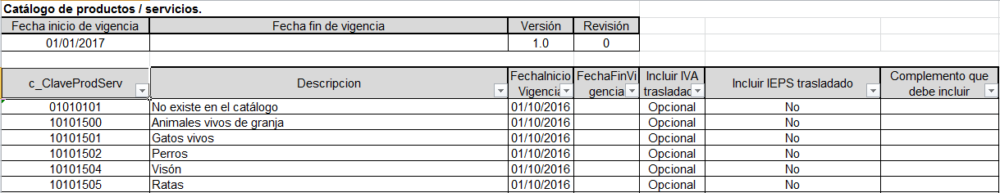 Catálogo de productos / servicios.
Fecha inicio de vigencia Fecha fin de vigencia Versión Revisión
01/01/2017 1.0 0
c_ClaveProdServ Descripcion FechaInicio Vigencia FechaFinVi gencia Incluir IVA trasladado Incluir IEPS trasladado Complemento que debe incluir
01010101 No existe en el catálogo 01/10/2016 Opcional No
10101500 Animales vivos de granja 01/10/2016 Opcional No
10101501 Gatos vivos 01/10/2016 Opcional No
10101502 Perros 01/10/2016 Opcional No
10101504 Visón 01/10/2016 Opcional No
10101505 Ratas 01/10/2016 Opcional No